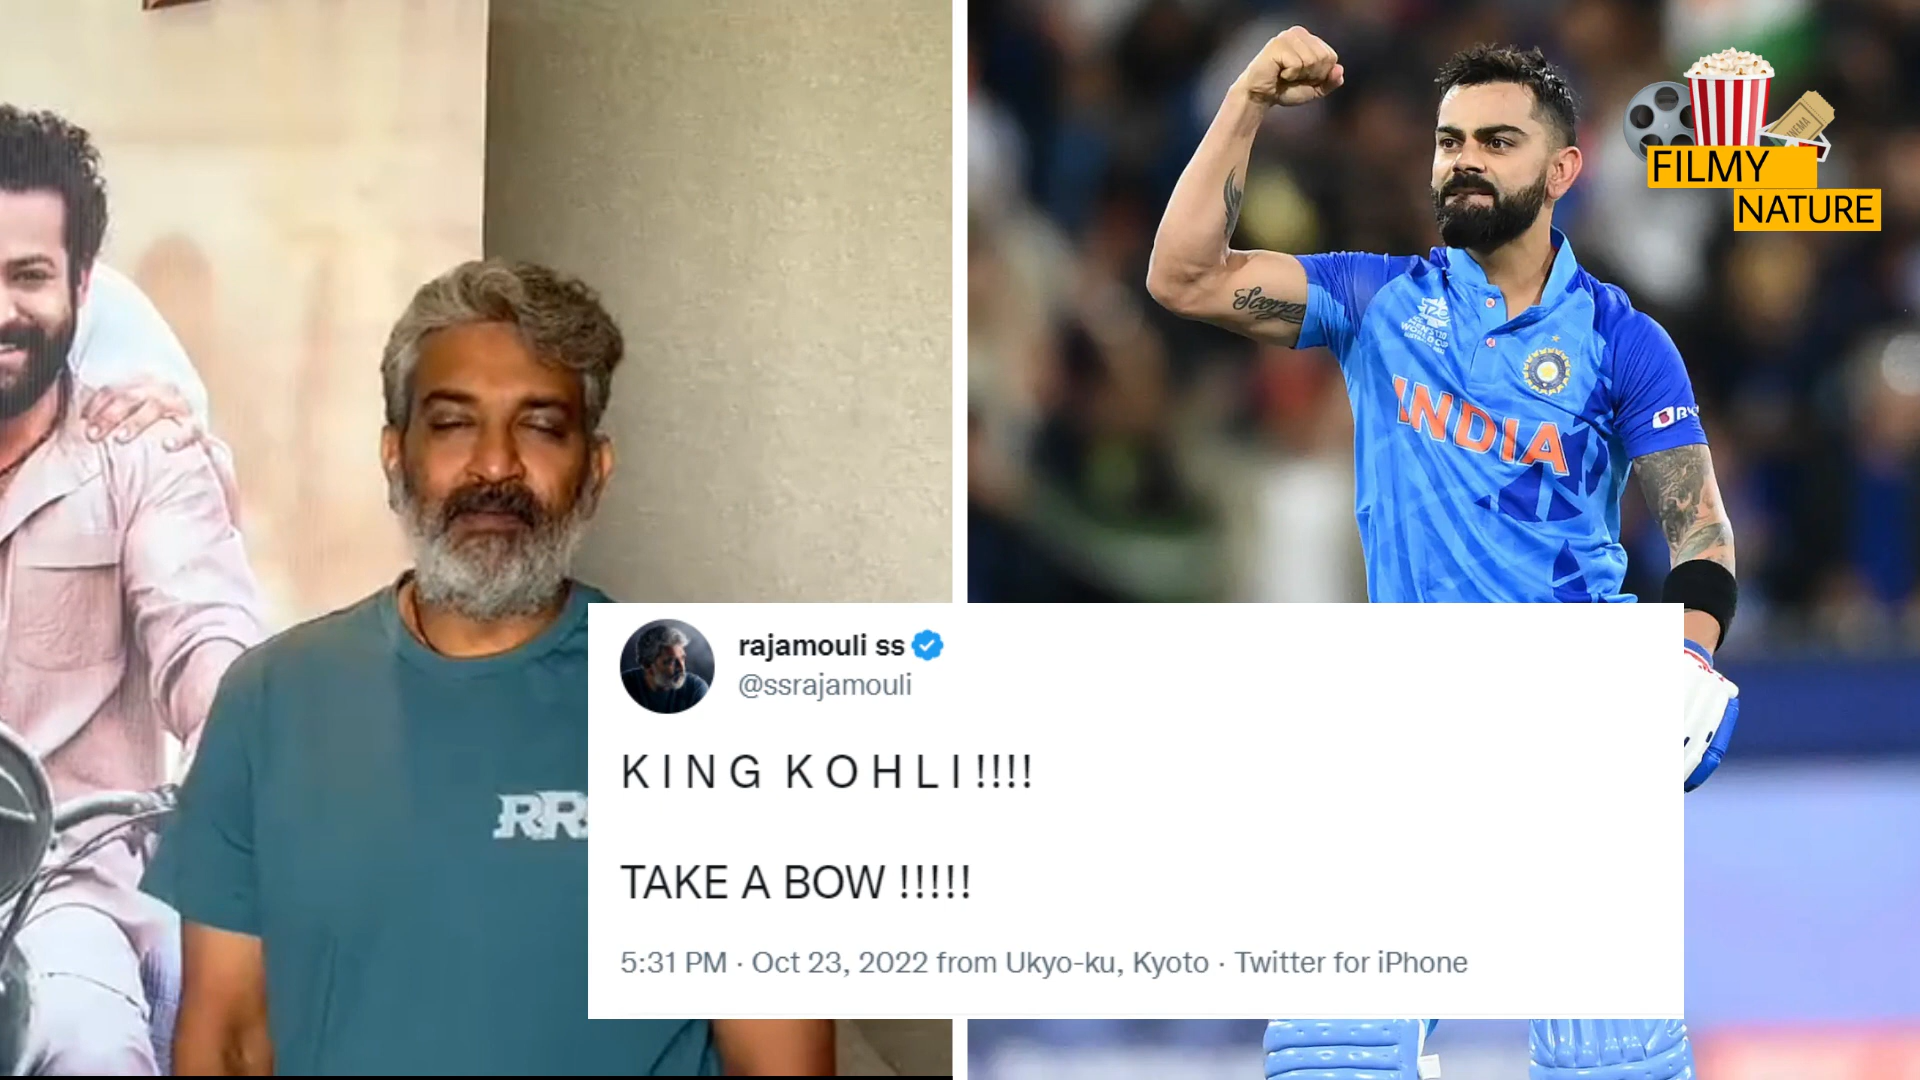 FILMY
NATURE
INDIA
RR
rajamouli ss
@ssrajamouli
K I N G K O H L I !!!!
TAKE A BOW !!!!!
5:31 PM · Oct 23, 2022 from Ukyo-ku, Kyoto · Twitter for iPhone